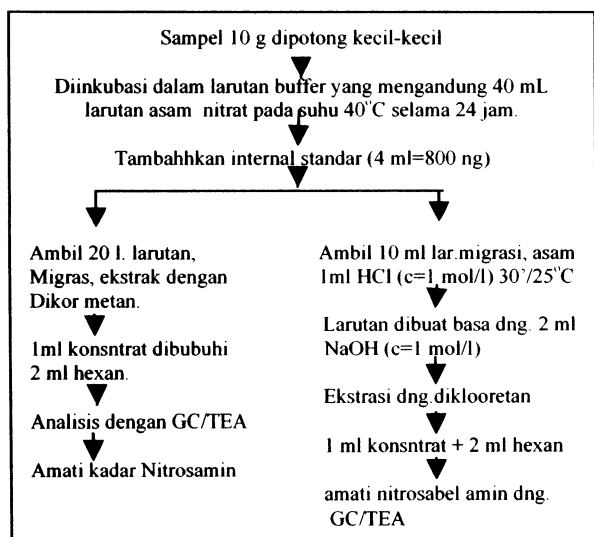 Sampel 10 g dipotong kecil-kecil
Diinkubasi dalam larutan buffer yang mengandung 40 mL
larutan asam nitrat pada suhu 40°C selama 24 jam.
Tambahhkan internal standar (4 ml=800 ng)
Ambil 20 l. larutan,
Migras, ekstrak dengan
Dikor metan.
1ml konsntrat dibubuhi
2 ml hexan.
Analisis dengan GC/TEA
Amati kadar Nitrosamin
Ambil 10 ml lar.migrasi, asam
1ml HCl (c=1 mol/l) 30'/25°C
Larutan dibuat basa dng. 2 ml
NaOH (c=1 mol/l)
Ekstrasi dng.diklooretan
1 ml konsntrat + 2 ml hexan
amati nitrosabel amin dng.
GC/TEA